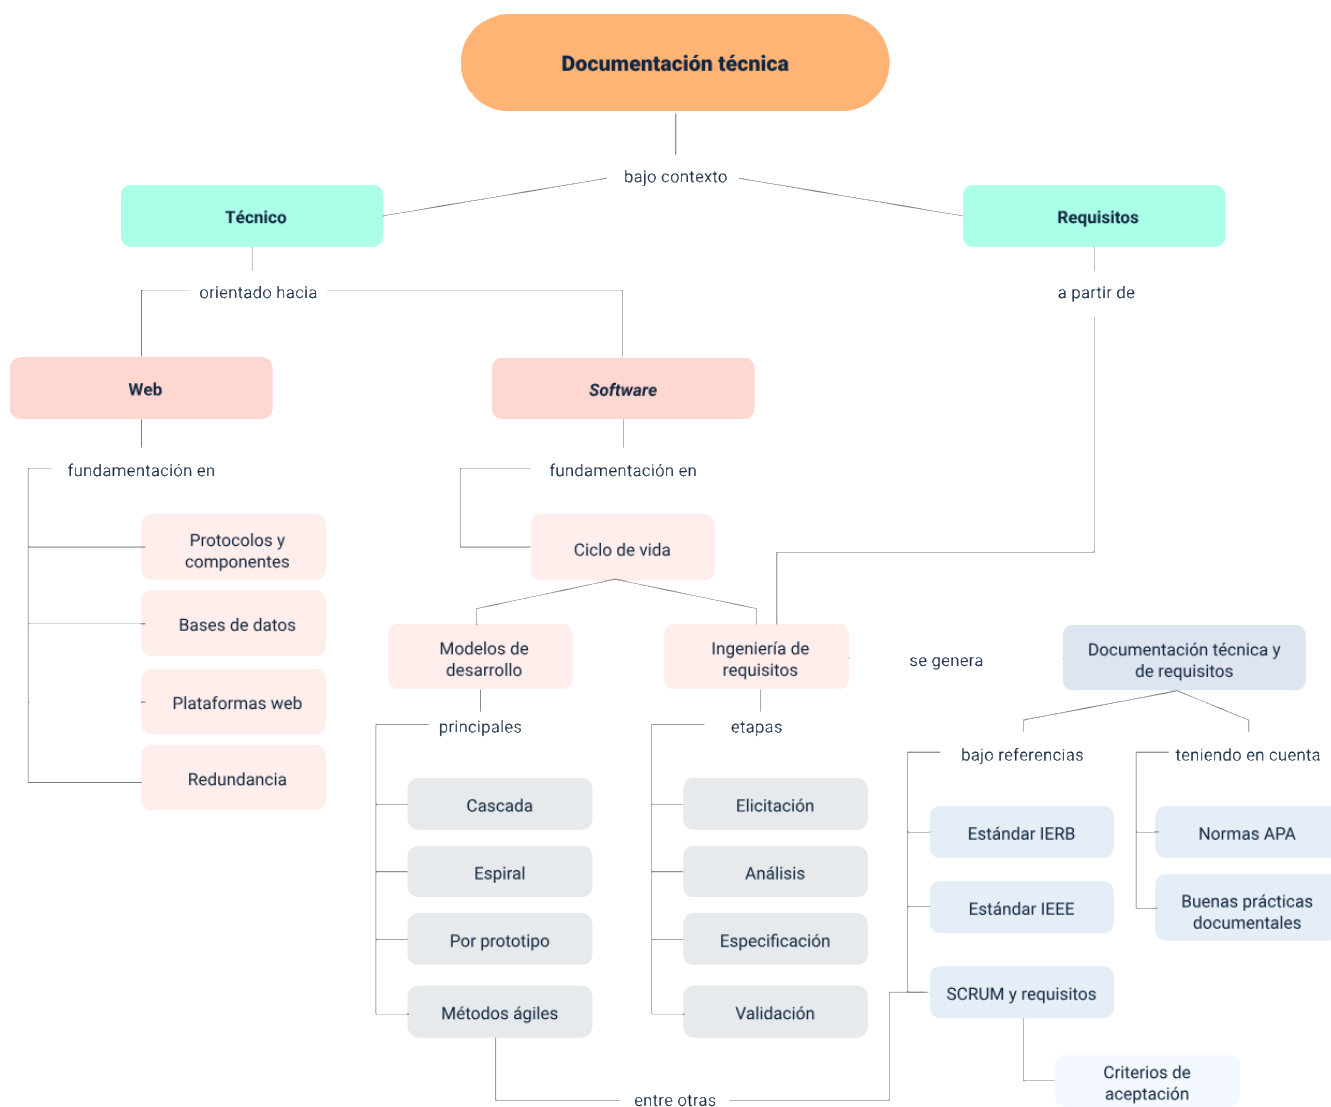 Documentación técnica
bajo contexto
Técnico
Requisitos
orientado hacia
a partir de
Web
Software
fundamentación en
fundamentación en
Protocolos y
componentes
Ciclo de vida
Bases de datos
Modelos de
desarrollo
Ingeniería de
requisitos
se genera
Documentación técnica y
de requisitos
Plataformas web
principales
etapas
bajo referencias
teniendo en cuenta
Redundancia
Cascada
Elicitación
Estándar IERB
Normas APA
Espiral
Análisis
Estándar IEEE
Buenas prácticas
documentales
Por prototipo
Especificación
SCRUM y requisitos
Métodos ágiles
Validación
Criterios de
aceptación
entre otras